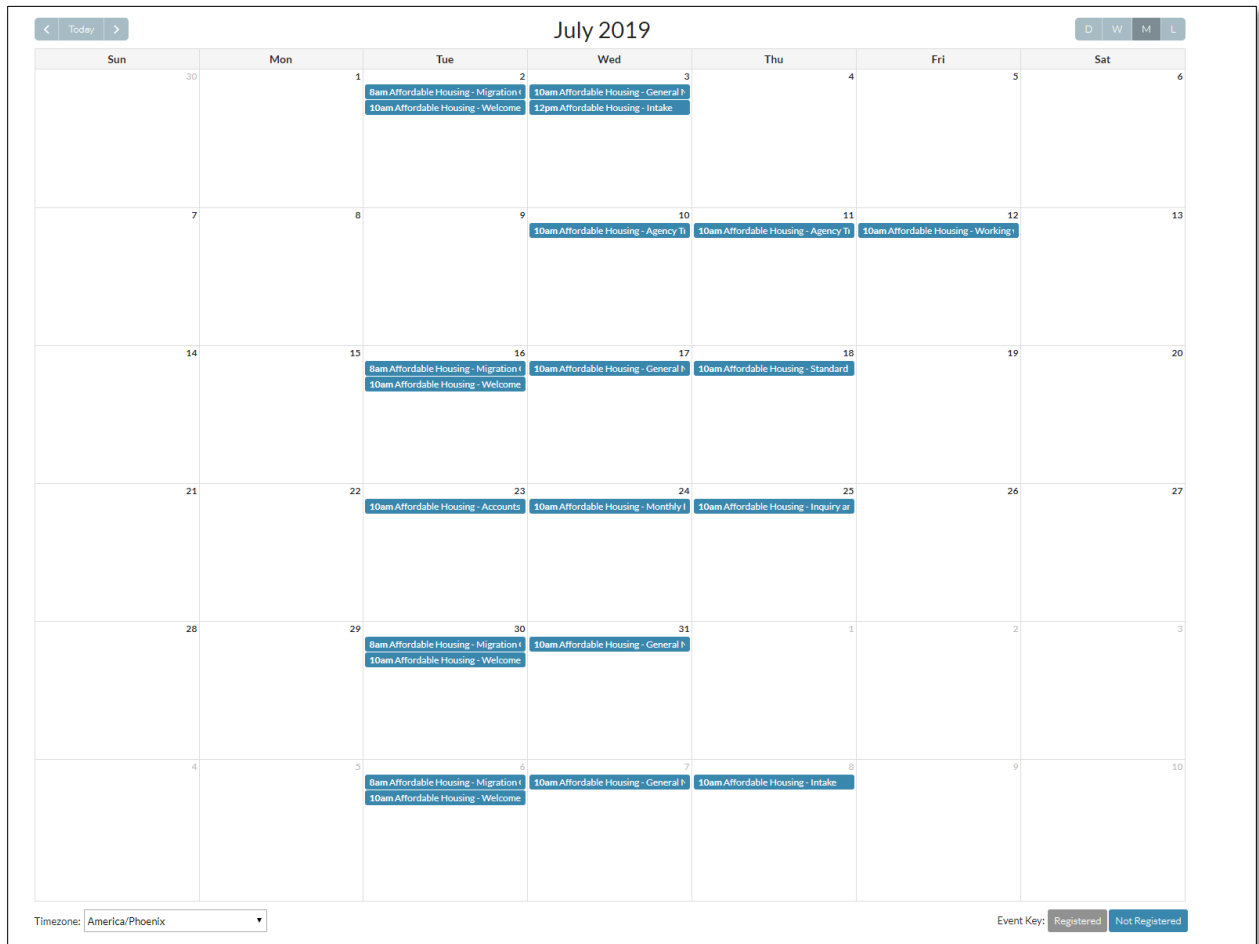 Today
July 2019
D W M L
Sun Mon Tue Wed Thu Fri Sat
30 1 2 3 4 5 6
8am Affordable Housing - Migration 10am Affordable Housing - General
10am Affordable Housing - Welcome 12pm Affordable Housing - Intake
7 8 9 10 11 12 13
10am Affordable Housing - Agency 10am Affordable Housing - Agency 10am Affordable Housing - Working
14 15 16 17 18 19 20
8am Affordable Housing - Migration 10am Affordable Housing - General 10am Affordable Housing - Standard
10am Affordable Housing - Welcome
21 22 23 24 25 26 27
10am Affordable Housing - Accounts 10am Affordable Housing - Monthly 10am Affordable Housing - Inquiry
28 29 30 31 1 2 3
8am Affordable Housing - Migration 10am Affordable Housing - General
10am Affordable Housing - Welcome
4 5 6 7 8 9 10
8am Affordable Housing - Migration 10am Affordable Housing - General 10am Affordable Housing - Intake
10am Affordable Housing - Welcome
Timezone: America/Phoenix Event Key: Registered Not Registered